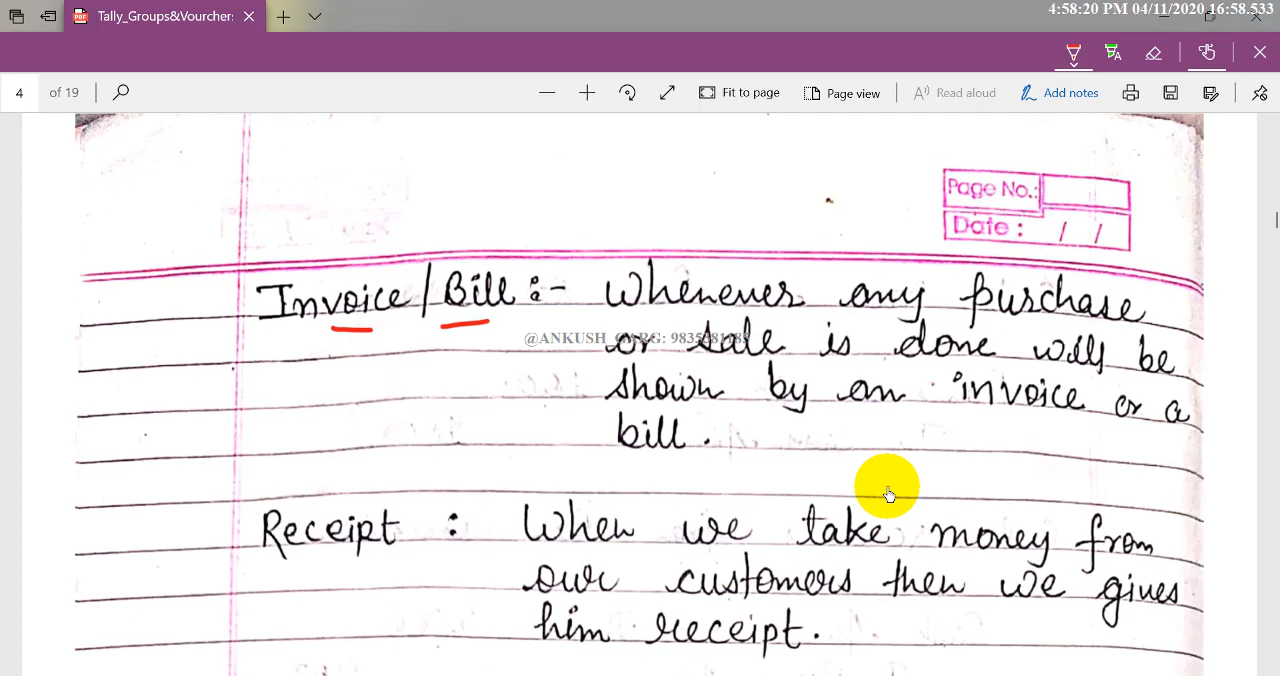 4:58:20 PM 04/11/2020 16:58.533
Tally_Groups&Vourchers
4 of 19
Fit to page
Page view
Read aloud
Add notes
Page No.:
Date : / /
Invoice/Bill :- Whenever any purchase
@ANKUSH_GARG: 9835381185
or sale is done will be
shown by an invoice or a
bill.
Receipt : When we take money from
our customers then we gives
him receipt.